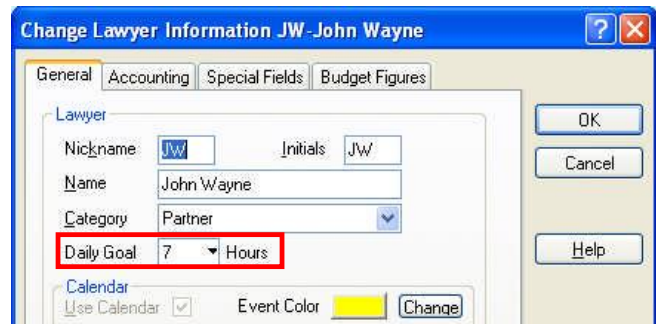 Change Lawyer Information JW-John Wayne
General Accounting Special Fields Budget Figures
Lawyer
OK
Nickname JW Initials JW
Cancel
Name John Wayne
Category Partner
Daily Goal 7 Hours
Help
Calendar
Use Calendar Event Color Change